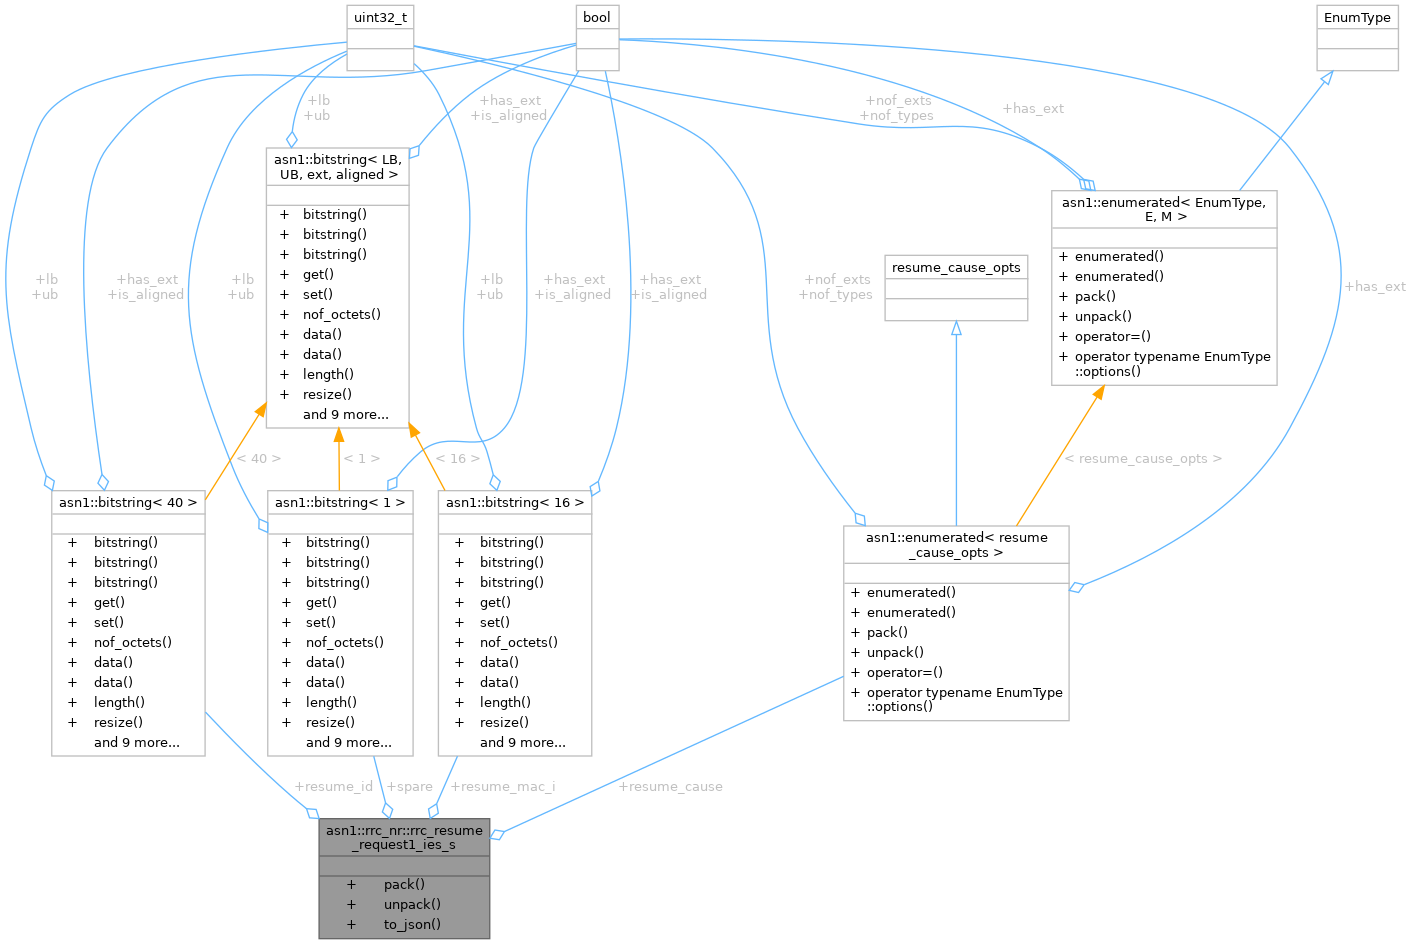 uint32_t
bool
EnumType
+lb
+ub
+has_ext
+is_aligned
+nof_exts
+nof_types
+has_ext
asn1::bitstring< LB,
UB, ext, aligned >
+ bitstring()
+ bitstring()
+ bitstring()
+ get()
+ set()
+ nof_octets()
+ data()
+ data()
+ length()
+ resize()
and 9 more...
asn1::enumerated< EnumType,
E, M >
+ enumerated()
+ enumerated()
+ pack()
+ unpack()
+ operator=()
+ operator typename EnumType
::options()
resume_cause_opts
+lb
+ub
+has_ext
+is_aligned
+lb
+ub
+lb
+ub
+has_ext
+is_aligned
+has_ext
+is_aligned
+nof_exts
+nof_types
+has_ext
< 40 >
< 1 >
< 16 >
< resume_cause_opts >
asn1::bitstring< 40 >
+ bitstring()
+ bitstring()
+ bitstring()
+ get()
+ set()
+ nof_octets()
+ data()
+ data()
+ length()
+ resize()
and 9 more...
asn1::bitstring< 1 >
+ bitstring()
+ bitstring()
+ bitstring()
+ get()
+ set()
+ nof_octets()
+ data()
+ data()
+ length()
+ resize()
and 9 more...
asn1::bitstring< 16 >
+ bitstring()
+ bitstring()
+ bitstring()
+ get()
+ set()
+ nof_octets()
+ data()
+ data()
+ length()
+ resize()
and 9 more...
asn1::enumerated< resume
_cause_opts >
+ enumerated()
+ enumerated()
+ pack()
+ unpack()
+ operator=()
+ operator typename EnumType
::options()
+resume_id
+spare
+resume_mac_i
+resume_cause
asn1::rrc_nr::rrc_resume
_request1_ies_s
+ pack()
+ unpack()
+ to_json()